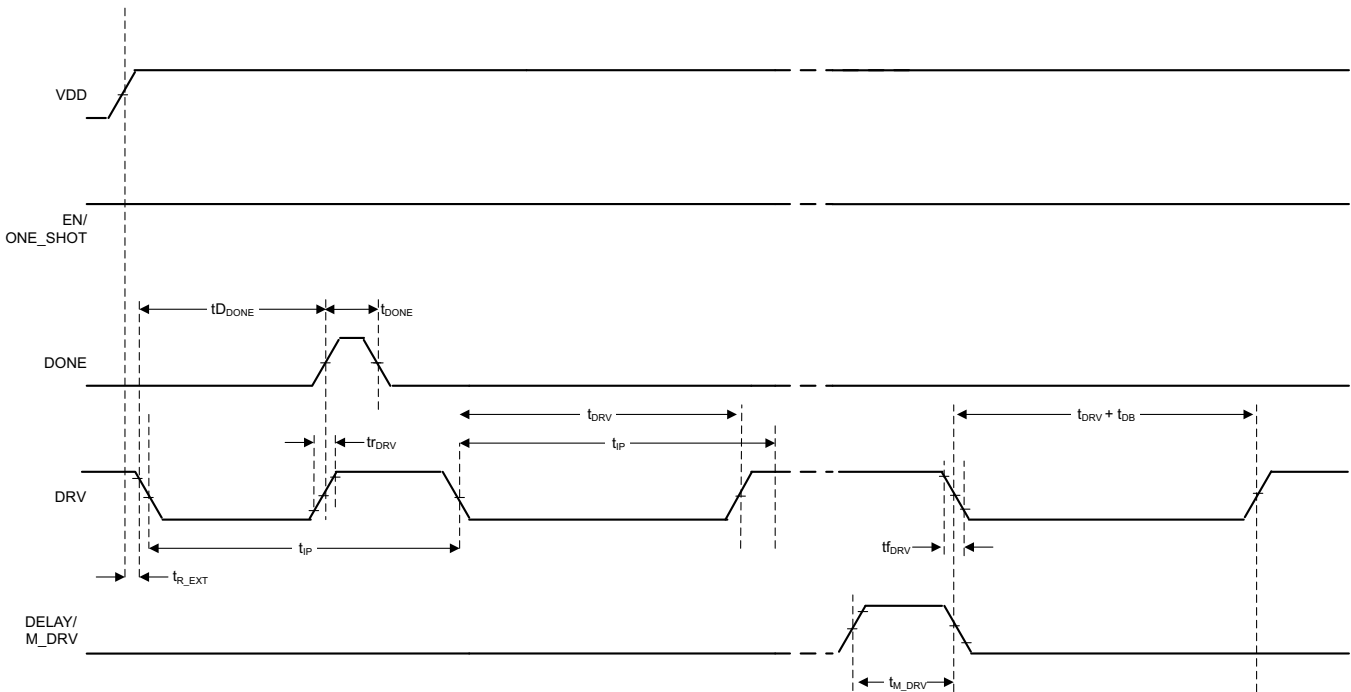 VDD
EN/
ONE_SHOT
tD_DONE
t_DONE
DONE
t_DRV
t_DRV + t_DB
tr_DRV
t_IP
DRV
t_IP
tf_DRV
t_R_EXT
DELAY/
M_DRV
t_M_DRV